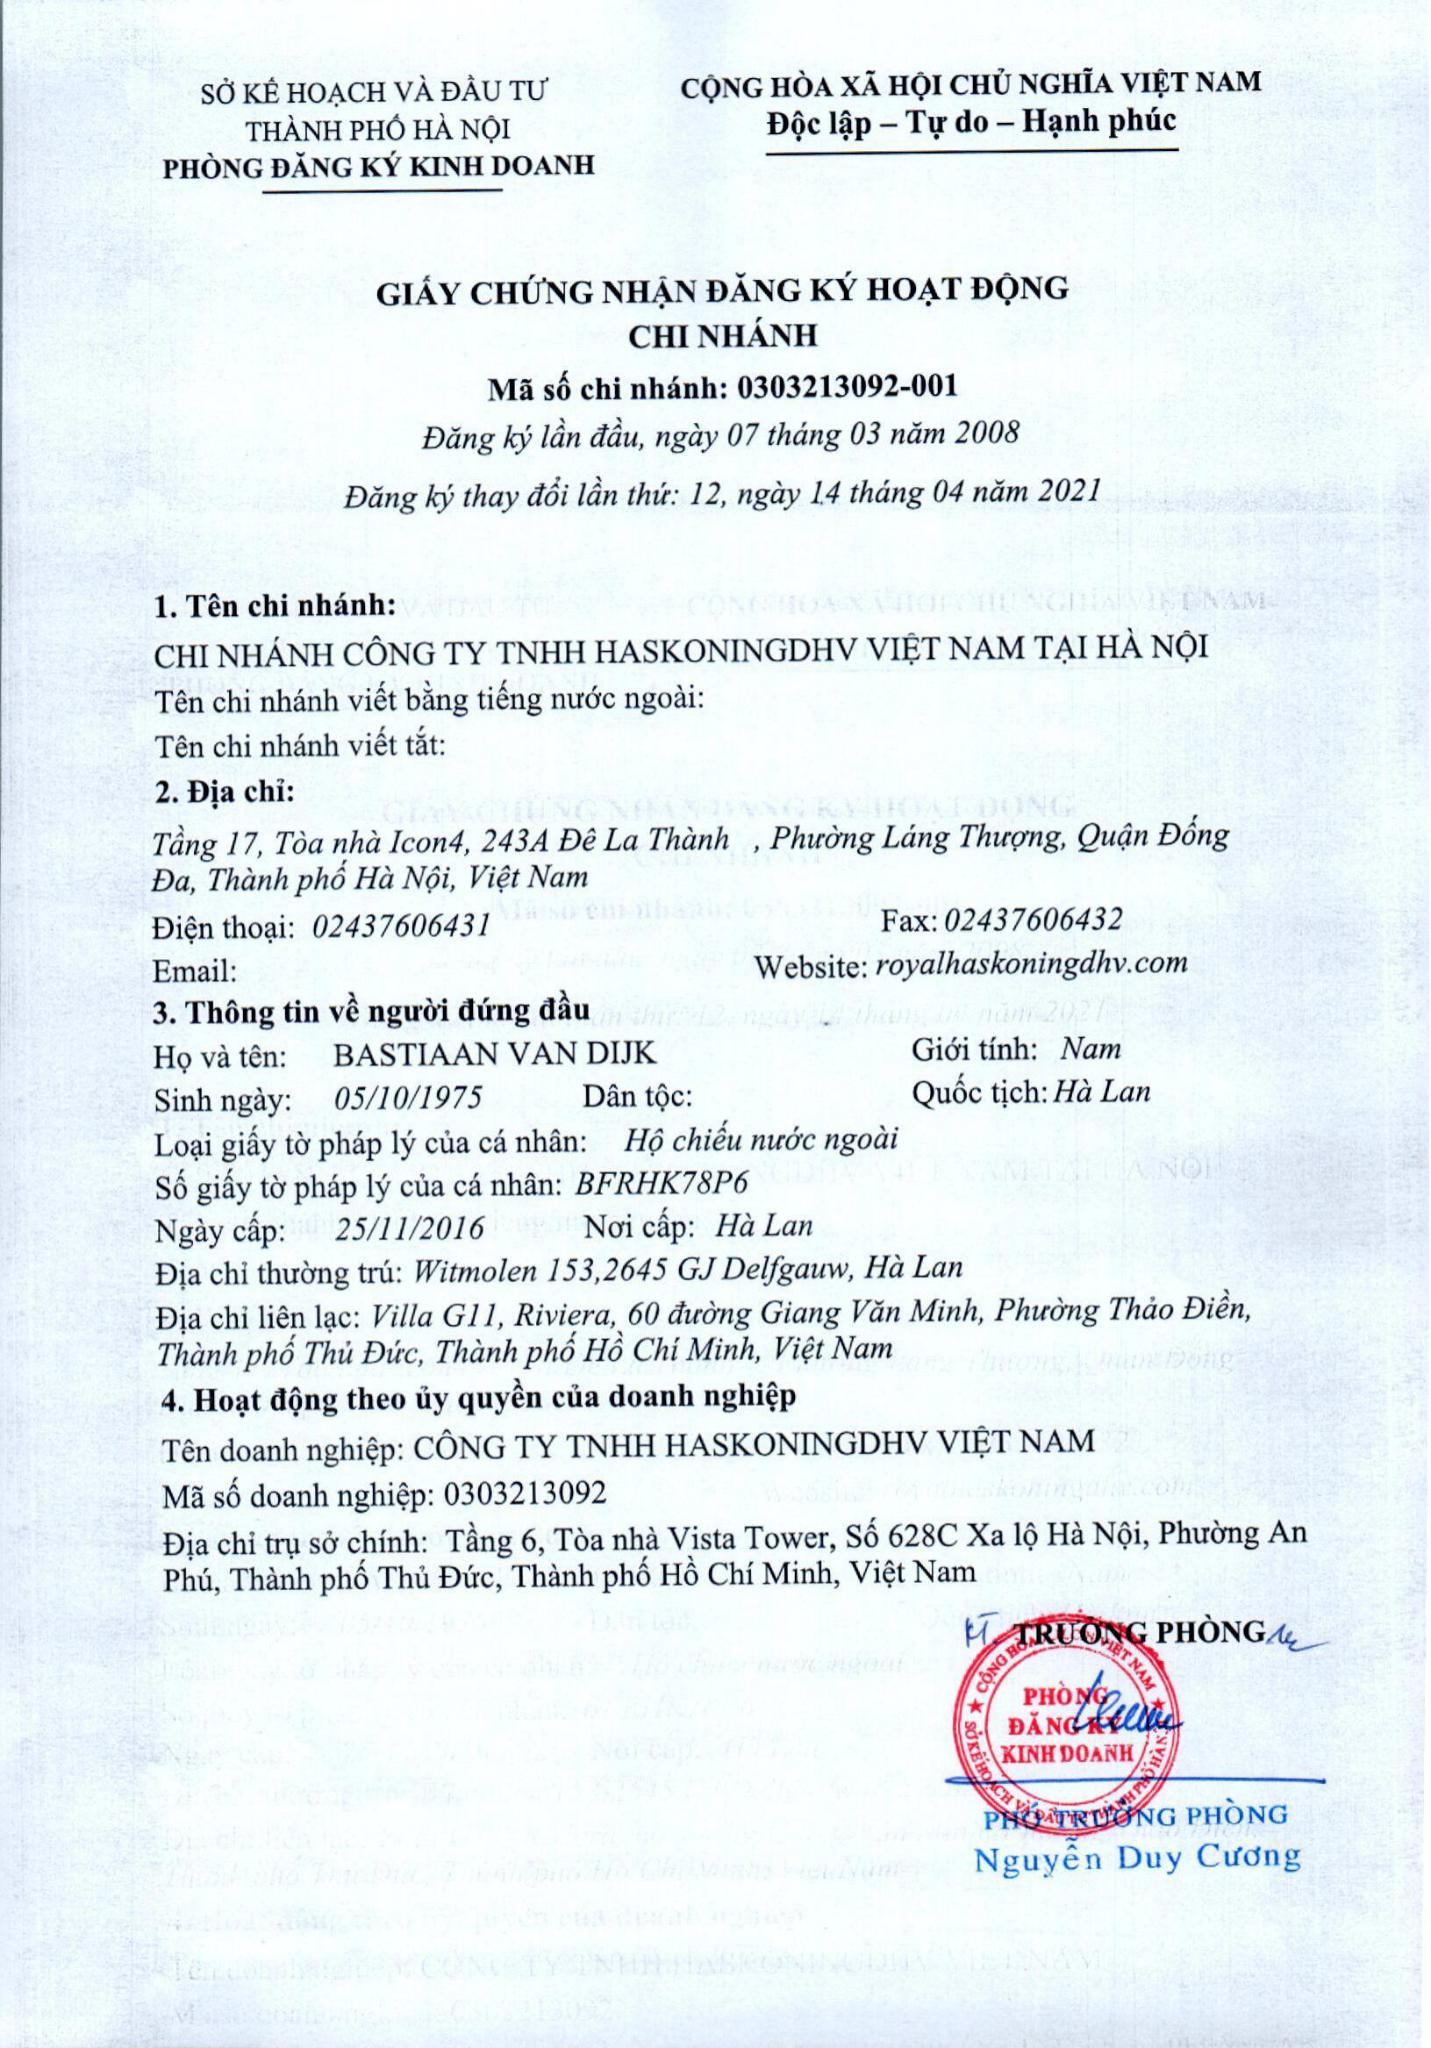 SỞ KẾ HOẠCH VÀ ĐẦU TƯ
THÀNH PHỐ HÀ NỘI
PHÒNG ĐĂNG KÝ KINH DOANH
CỘNG HÒA XÃ HỘI CHỦ NGHĨA VIỆT NAM
Độc lập – Tự do – Hạnh phúc
GIẤY CHỨNG NHẬN ĐĂNG KÝ HOẠT ĐỘNG
CHI NHÁNH
Mã số chi nhánh: 0303213092-001
Đăng ký lần đầu, ngày 07 tháng 03 năm 2008
Đăng ký thay đổi lần thứ: 12, ngày 14 tháng 04 năm 2021
1. Tên chi nhánh:
CHI NHÁNH CÔNG TY TNHH HASKONINGDHV VIỆT NAM TẠI HÀ NỘI
Tên chi nhánh viết bằng tiếng nước ngoài:
Tên chi nhánh viết tắt:
2. Địa chỉ:
Tầng 17, Tòa nhà Icon4, 243A Đê La Thành , Phường Láng Thượng, Quận Đống
Đa, Thành phố Hà Nội, Việt Nam
Điện thoại: 02437606431 Fax: 02437606432
Email: Website: royalhaskoningdhv.com
3. Thông tin về người đứng đầu
Họ và tên: BASTIAAN VAN DIJK Giới tính: Nam
Sinh ngày: 05/10/1975 Dân tộc: Quốc tịch: Hà Lan
Loại giấy tờ pháp lý của cá nhân: Hộ chiếu nước ngoài
Số giấy tờ pháp lý của cá nhân: BFRHK78P6
Ngày cấp: 25/11/2016 Nơi cấp: Hà Lan
Địa chỉ thường trú: Witmolen 153,2645 GJ Delfgauw, Hà Lan
Địa chỉ liên lạc: Villa G11, Riviera, 60 đường Giang Văn Minh, Phường Thảo Điền,
Thành phố Thủ Đức, Thành phố Hồ Chí Minh, Việt Nam
4. Hoạt động theo ủy quyền của doanh nghiệp
Tên doanh nghiệp: CÔNG TY TNHH HASKONINGDHV VIỆT NAM
Mã số doanh nghiệp: 0303213092
Địa chỉ trụ sở chính: Tầng 6, Tòa nhà Vista Tower, Số 628C Xa lộ Hà Nội, Phường An
Phú, Thành phố Thủ Đức, Thành phố Hồ Chí Minh, Việt Nam
KT. TRƯỞNG PHÒNG
PHÒNG
ĐĂNG KÝ
KINH DOANH
SỞ KẾ HOẠCH VÀ ĐẦU TƯ THÀNH PHỐ HÀ NỘI
PHÓ TRƯỞNG PHÒNG
Nguyễn Duy Cương